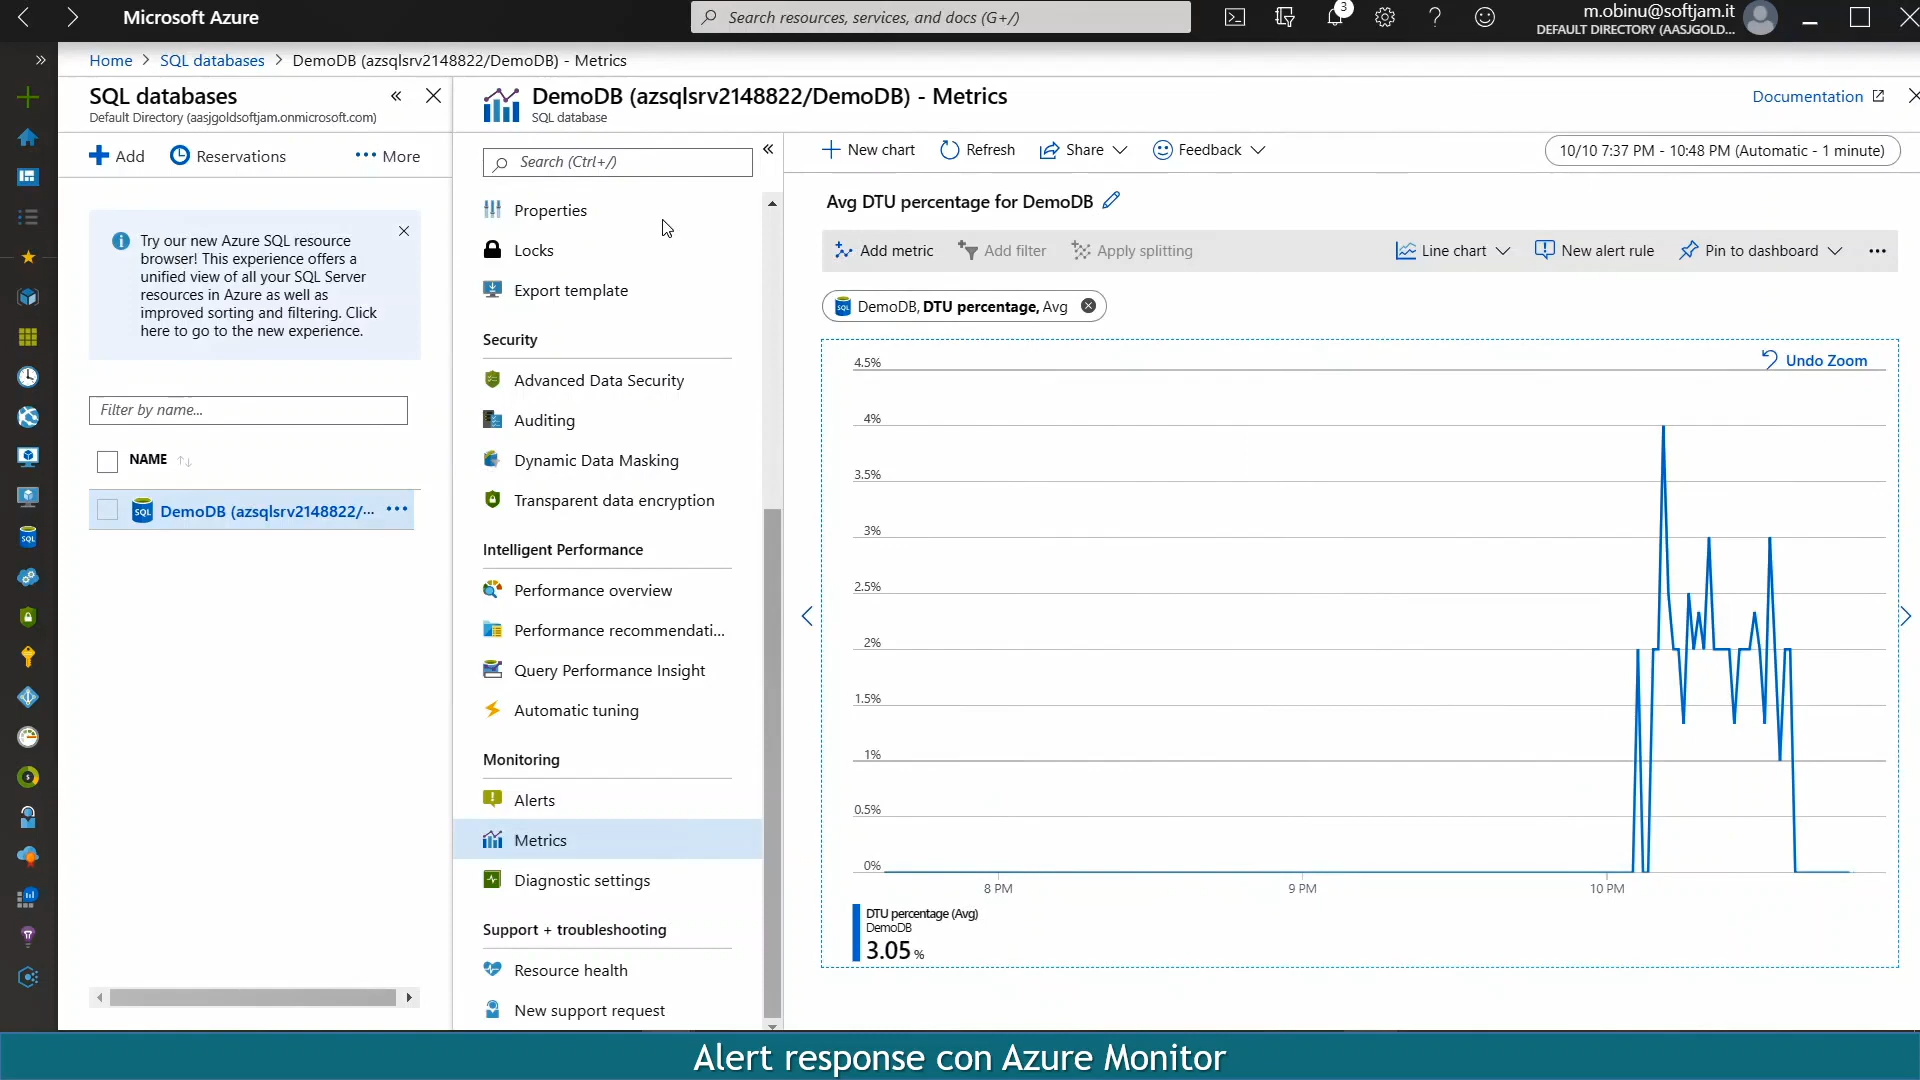 Microsoft Azure
Search resources, services, and docs (G+/)
3
m.obinu@softjam.it
DEFAULT DIRECTORY (AASJGOLD...
Home > SQL databases > DemoDB (azsqlsrv2148822/DemoDB) - Metrics
SQL databases
Default Directory (aasjgoldsoftjam.onmicrosoft.com)
Add
Reservations
More
Try our new Azure SQL resource
browser! This experience offers a
unified view of all your SQL Server
resources in Azure as well as
improved sorting and filtering. Click
here to go to the new experience.
Filter by name...
NAME
DemoDB (azsqlsrv2148822/...
DemoDB (azsqlsrv2148822/DemoDB) - Metrics
SQL database
Documentation
Search (Ctrl+/)
Properties
Locks
Export template
Security
Advanced Data Security
Auditing
Dynamic Data Masking
Transparent data encryption
Intelligent Performance
Performance overview
Performance recommendati...
Query Performance Insight
Automatic tuning
Monitoring
Alerts
Metrics
Diagnostic settings
Support + troubleshooting
Resource health
New support request
New chart
Refresh
Share
Feedback
10/10 7:37 PM - 10:48 PM (Automatic - 1 minute)
Avg DTU percentage for DemoDB
Add metric
Add filter
Apply splitting
Line chart
New alert rule
Pin to dashboard
DemoDB, DTU percentage, Avg
Undo Zoom
4.5%
4%
3.5%
3%
2.5%
2%
1.5%
1%
0.5%
0%
8 PM
9 PM
10 PM
DTU percentage (Avg)
DemoDB
3.05 %
Alert response con Azure Monitor